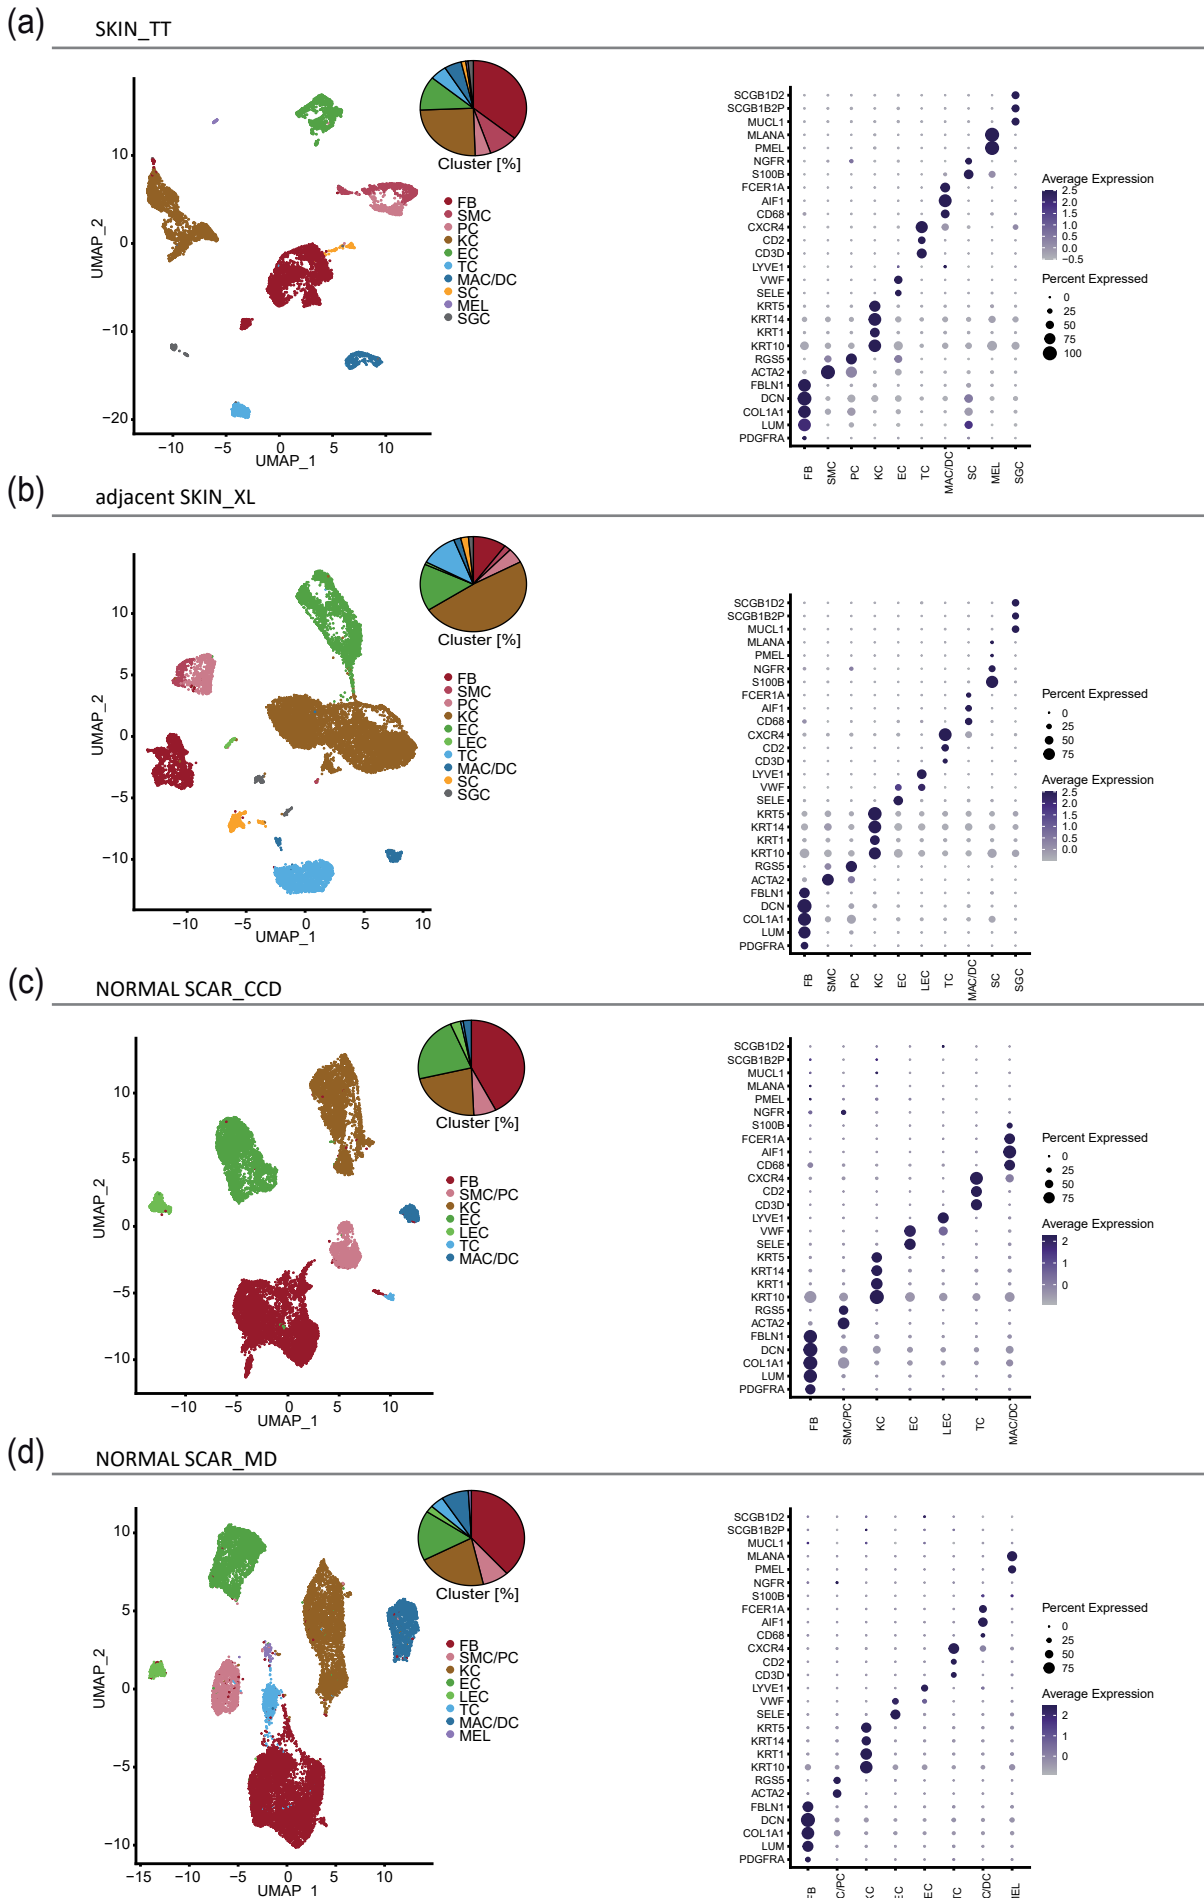 (a) SKIN_TT
UMAP_2
10
0
−10
−20
−10 −5 0 5 10
UMAP_1
Cluster [%]
FB
SMC
PC
KC
EC
TC
MAC/DC
SC
MEL
SGC
SCGB1D2
SCGB1B2P
MUCL1
MLANA
PMEL
NGFR
S100B
FCER1A
AIF1
CD68
CXCR4
CD2
CD3D
LYVE1
VWF
SELE
KRT5
KRT14
KRT1
KRT10
RGS5
ACTA2
FBLN1
DCN
COL1A1
LUM
PDGFRA
FB SMC PC KC EC TC MAC/DC SC MEL SGC
Average Expression
2.5
2.0
1.5
1.0
0.5
0.0
−0.5
Percent Expressed
0
25
50
75
100
(b) adjacent SKIN_XL
UMAP_2
10
5
0
−5
−10
−10 −5 0 5 10
UMAP_1
Cluster [%]
FB
SMC
PC
KC
EC
LEC
TC
MAC/DC
SC
SGC
SCGB1D2
SCGB1B2P
MUCL1
MLANA
PMEL
NGFR
S100B
FCER1A
AIF1
CD68
CXCR4
CD2
CD3D
LYVE1
VWF
SELE
KRT5
KRT14
KRT1
KRT10
RGS5
ACTA2
FBLN1
DCN
COL1A1
LUM
PDGFRA
FB SMC PC KC EC LEC TC MAC/DC SC SGC
Percent Expressed
0
25
50
75
Average Expression
2.5
2.0
1.5
1.0
0.5
0.0
(c) NORMAL SCAR_CCD
UMAP_2
10
5
0
−5
−10
−10 −5 0 5 10
UMAP_1
Cluster [%]
FB
SMC/PC
KC
EC
LEC
TC
MAC/DC
SCGB1D2
SCGB1B2P
MUCL1
MLANA
PMEL
NGFR
S100B
FCER1A
AIF1
CD68
CXCR4
CD2
CD3D
LYVE1
VWF
SELE
KRT5
KRT14
KRT1
KRT10
RGS5
ACTA2
FBLN1
DCN
COL1A1
LUM
PDGFRA
FB SMC/PC KC EC LEC TC MAC/DC
Percent Expressed
0
25
50
75
Average Expression
2
1
0
(d) NORMAL SCAR_MD
UMAP_2
10
5
0
−5
−10
−15 −10 −5 0 5 10
UMAP_1
Cluster [%]
FB
SMC/PC
KC
EC
LEC
TC
MAC/DC
MEL
SCGB1D2
SCGB1B2P
MUCL1
MLANA
PMEL
NGFR
S100B
FCER1A
AIF1
CD68
CXCR4
CD2
CD3D
LYVE1
VWF
SELE
KRT5
KRT14
KRT1
KRT10
RGS5
ACTA2
FBLN1
DCN
COL1A1
LUM
PDGFRA
FB C/PC KC EC EC TC C/DC MEL
Percent Expressed
0
25
50
75
Average Expression
2
1
0